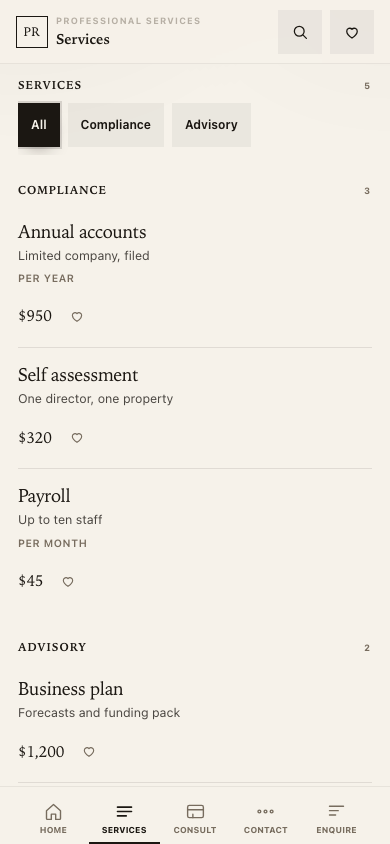 PR
PROFESSIONAL SERVICES
Services
SERVICES 5
All Compliance Advisory
COMPLIANCE 3
Annual accounts
Limited company, filed
PER YEAR
$950
Self assessment
One director, one property
$320
Payroll
Up to ten staff
PER MONTH
$45
ADVISORY 2
Business plan
Forecasts and funding pack
$1,200
HOME SERVICES CONSULT CONTACT ENQUIRE